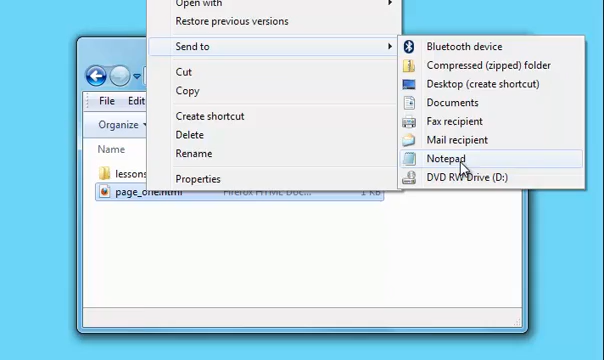 Open with
Restore previous versions
Send to
Cut
Copy
Create shortcut
Delete
Rename
Properties
Bluetooth device
Compressed (zipped) folder
Desktop (create shortcut)
Documents
Fax recipient
Mail recipient
Notepad
DVD RW Drive (D:)
File Edit
Organize
Name
lessons
page_one.html Firefox HTML Doc... 1 KB